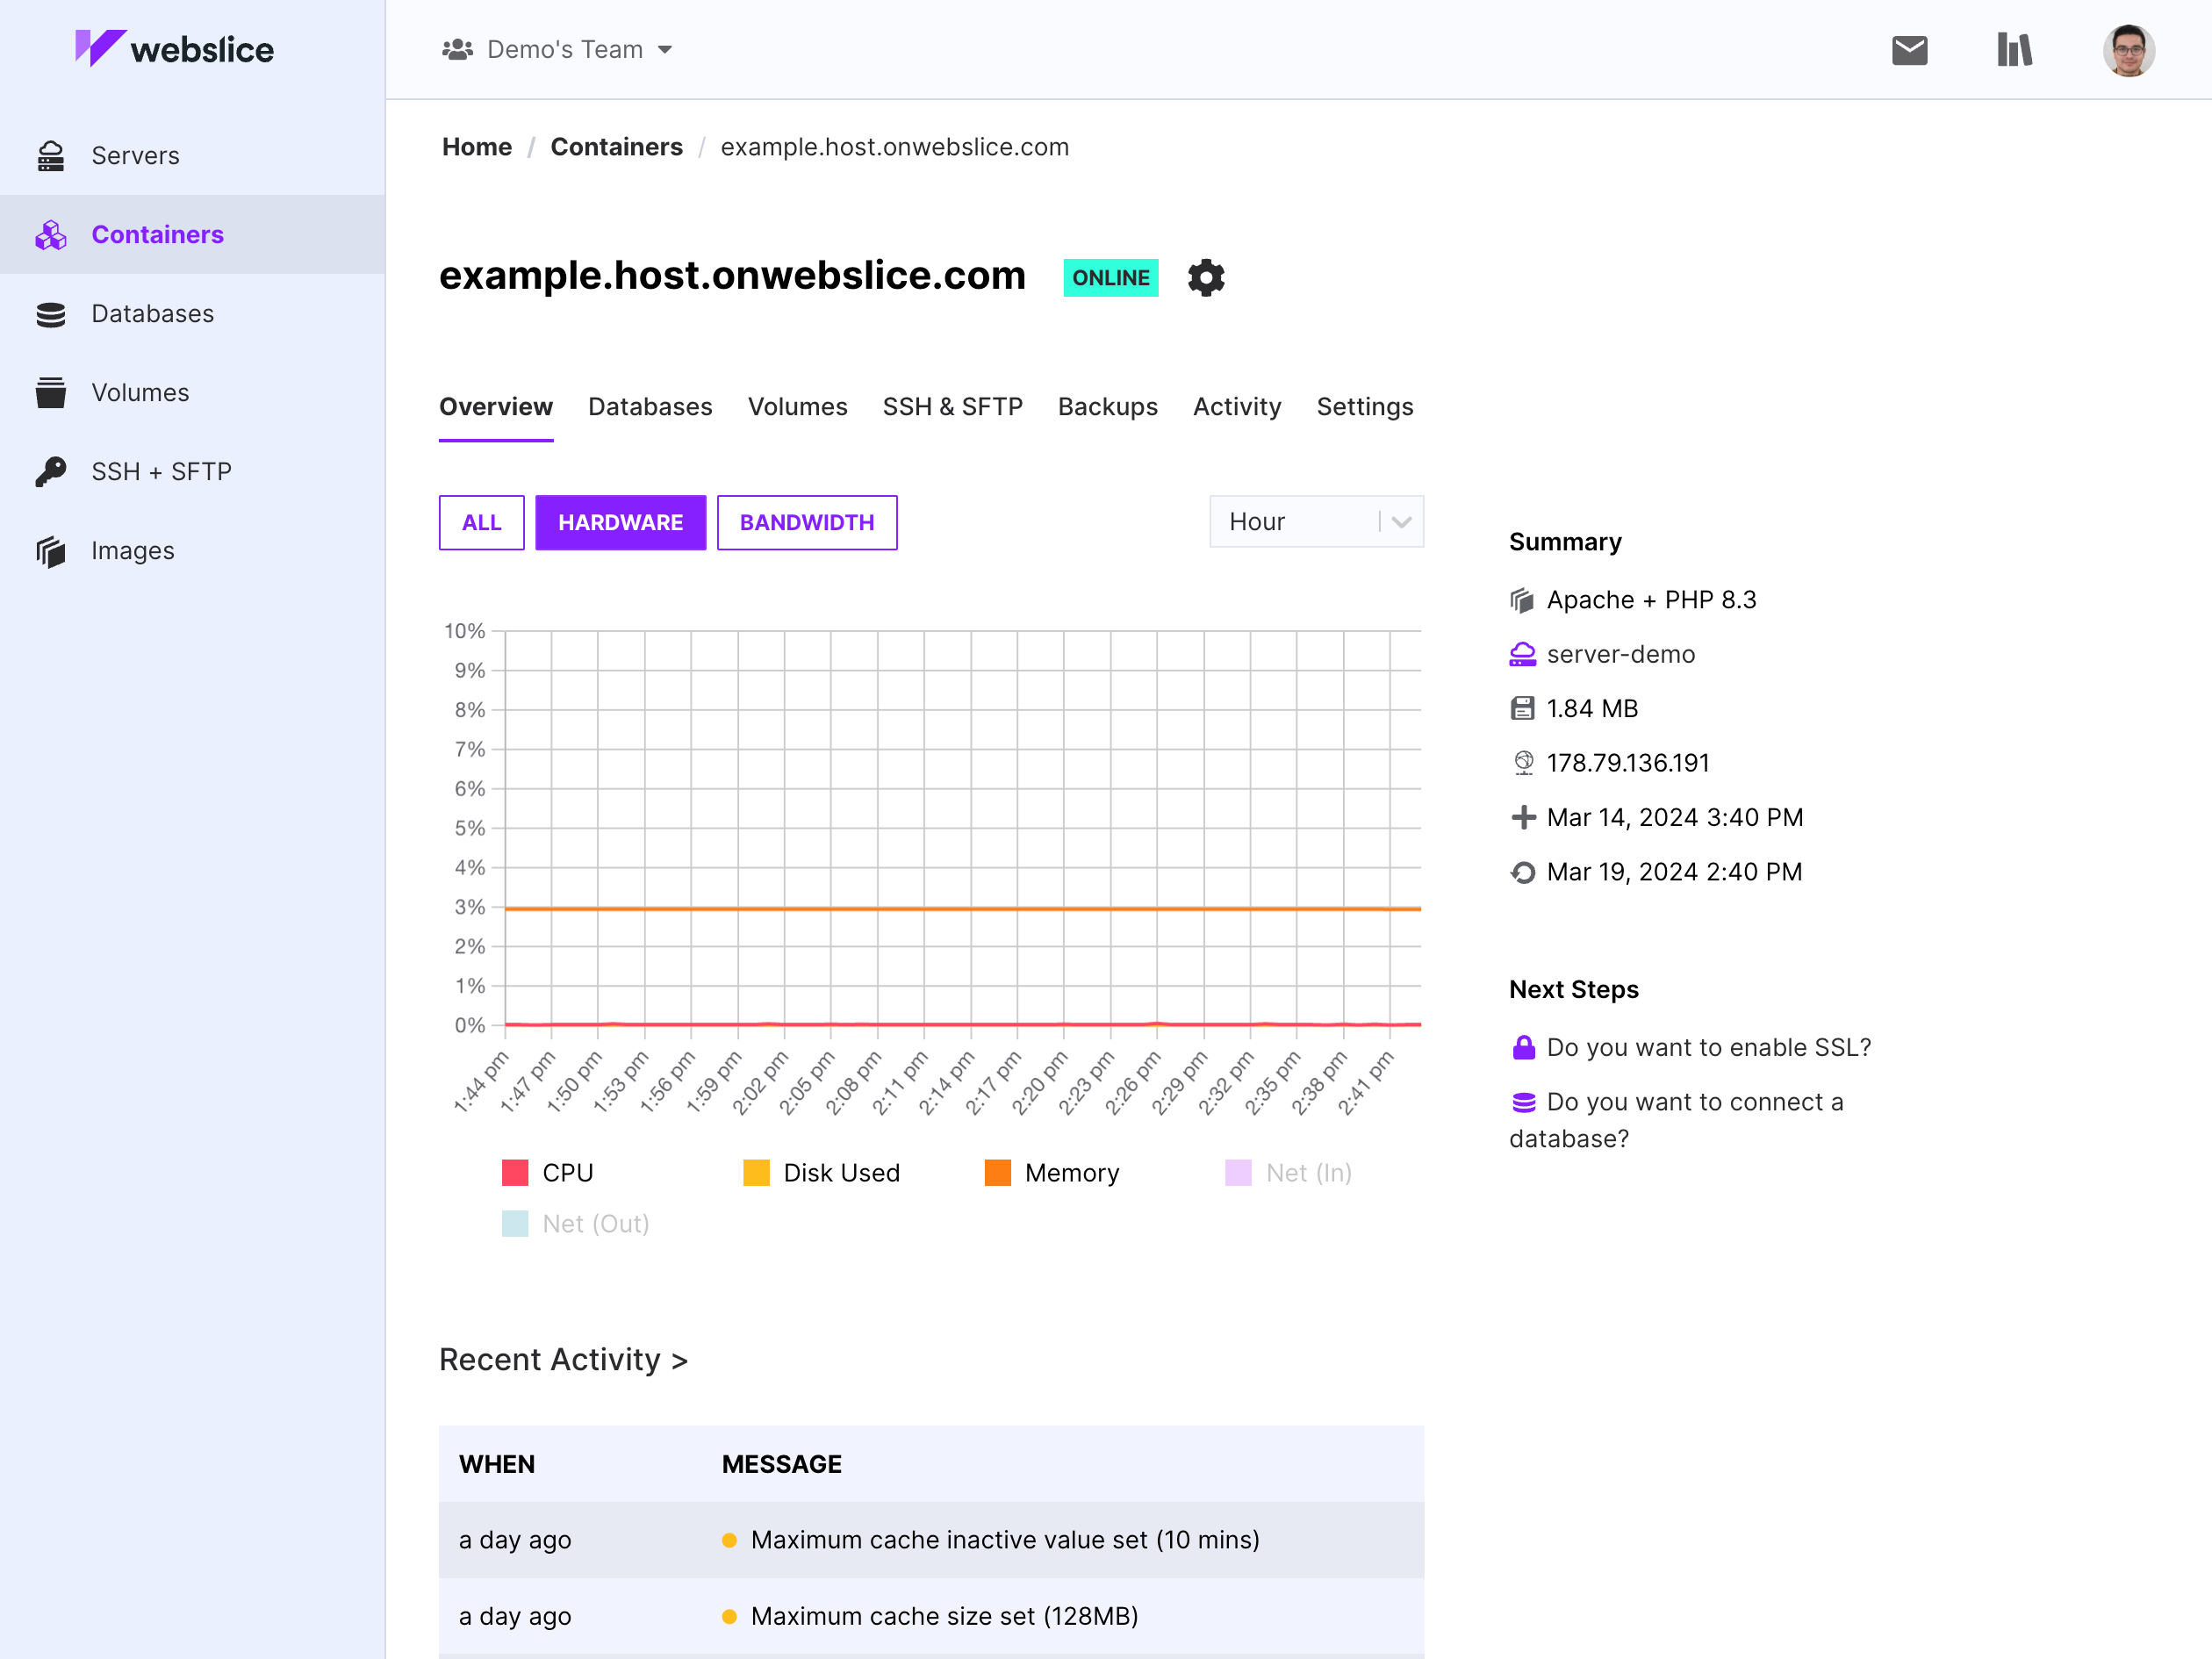 webslice
Demo's Team
Servers
Containers
Databases
Volumes
SSH + SFTP
Images
Home / Containers / example.host.onwebslice.com
example.host.onwebslice.com ONLINE
Overview Databases Volumes SSH & SFTP Backups Activity Settings
ALL HARDWARE BANDWIDTH Hour
10%
9%
8%
7%
6%
5%
4%
3%
2%
1%
0%
1:44 pm 1:47 pm 1:50 pm 1:53 pm 1:56 pm 1:59 pm 2:02 pm 2:05 pm 2:08 pm 2:11 pm 2:14 pm 2:17 pm 2:20 pm 2:23 pm 2:26 pm 2:29 pm 2:32 pm 2:35 pm 2:38 pm 2:41 pm
CPU Disk Used Memory Net (In)
Net (Out)
Summary
Apache + PHP 8.3
server-demo
1.84 MB
178.79.136.191
Mar 14, 2024 3:40 PM
Mar 19, 2024 2:40 PM
Next Steps
Do you want to enable SSL?
Do you want to connect a
database?
Recent Activity >
WHEN MESSAGE
a day ago Maximum cache inactive value set (10 mins)
a day ago Maximum cache size set (128MB)